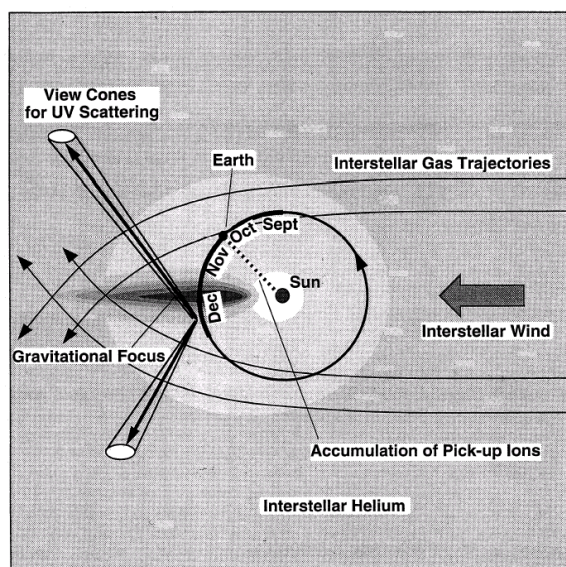 View Cones
for UV Scattering
Earth
Interstellar Gas Trajectories
Sept
Oct
Nov
Dec
Sun
Interstellar Wind
Gravitational Focus
Accumulation of Pick-up Ions
Interstellar Helium